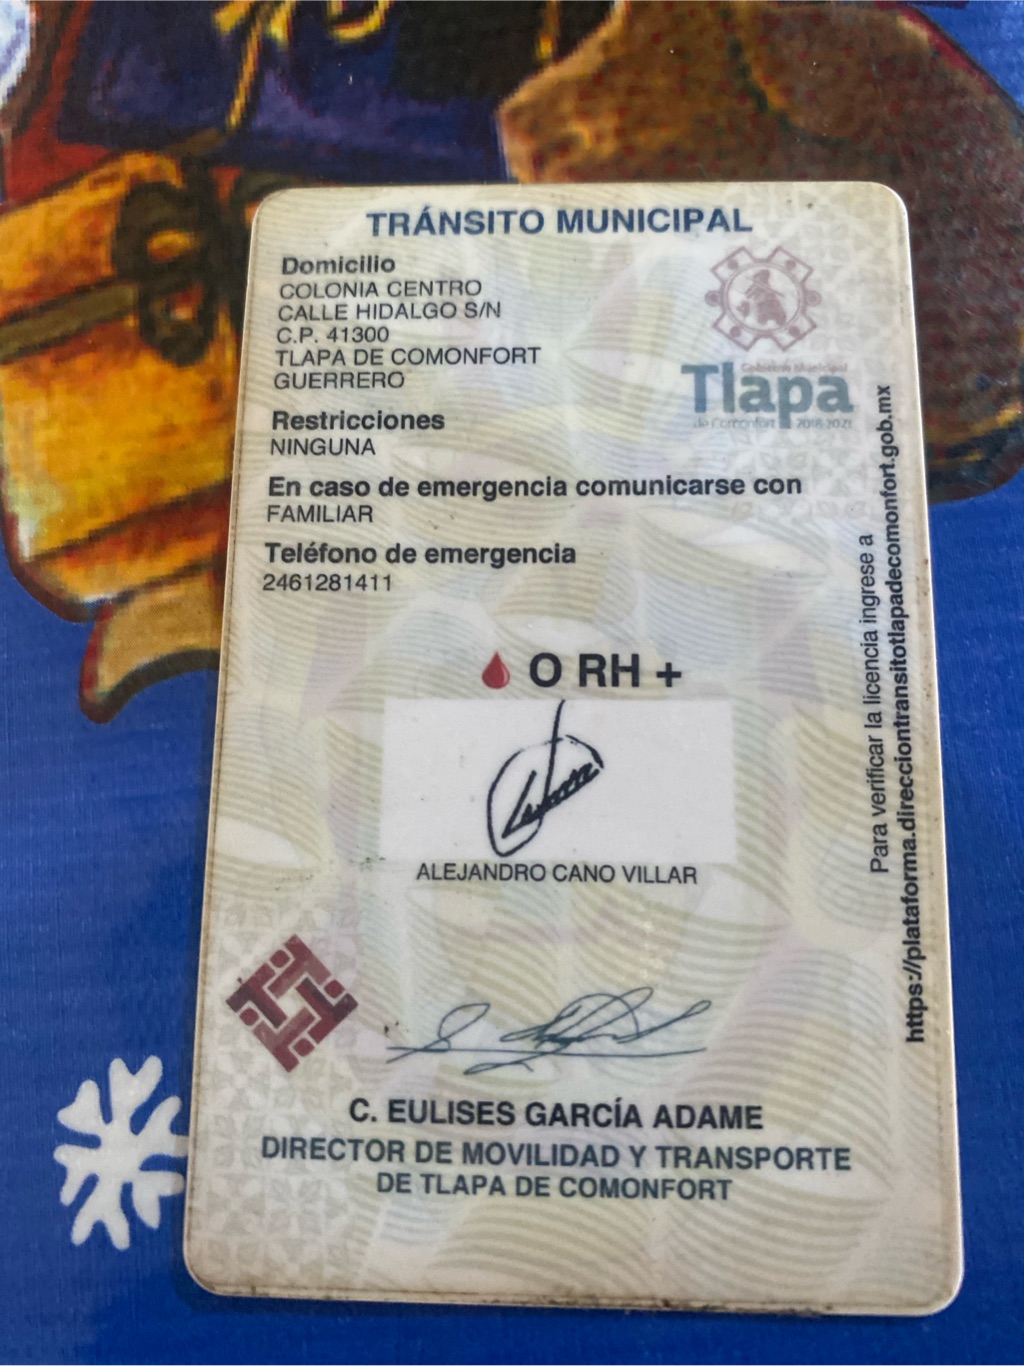 TRÁNSITO MUNICIPAL
Domicilio
COLONIA CENTRO
CALLE HIDALGO S/N
C.P. 41300
TLAPA DE COMONFORT
GUERRERO
Restricciones
NINGUNA
En caso de emergencia comunicarse con
FAMILIAR
Teléfono de emergencia
2461281411
Gobierno Municipal
Tlapa
de Comonfort 2018-2021
O RH +
ALEJANDRO CANO VILLAR
C. EULISES GARCÍA ADAME
DIRECTOR DE MOVILIDAD Y TRANSPORTE
DE TLAPA DE COMONFORT
Para verificar la licencia ingrese a
https://plataforma.direcciontransitotlapadecomonfort.gob.mx